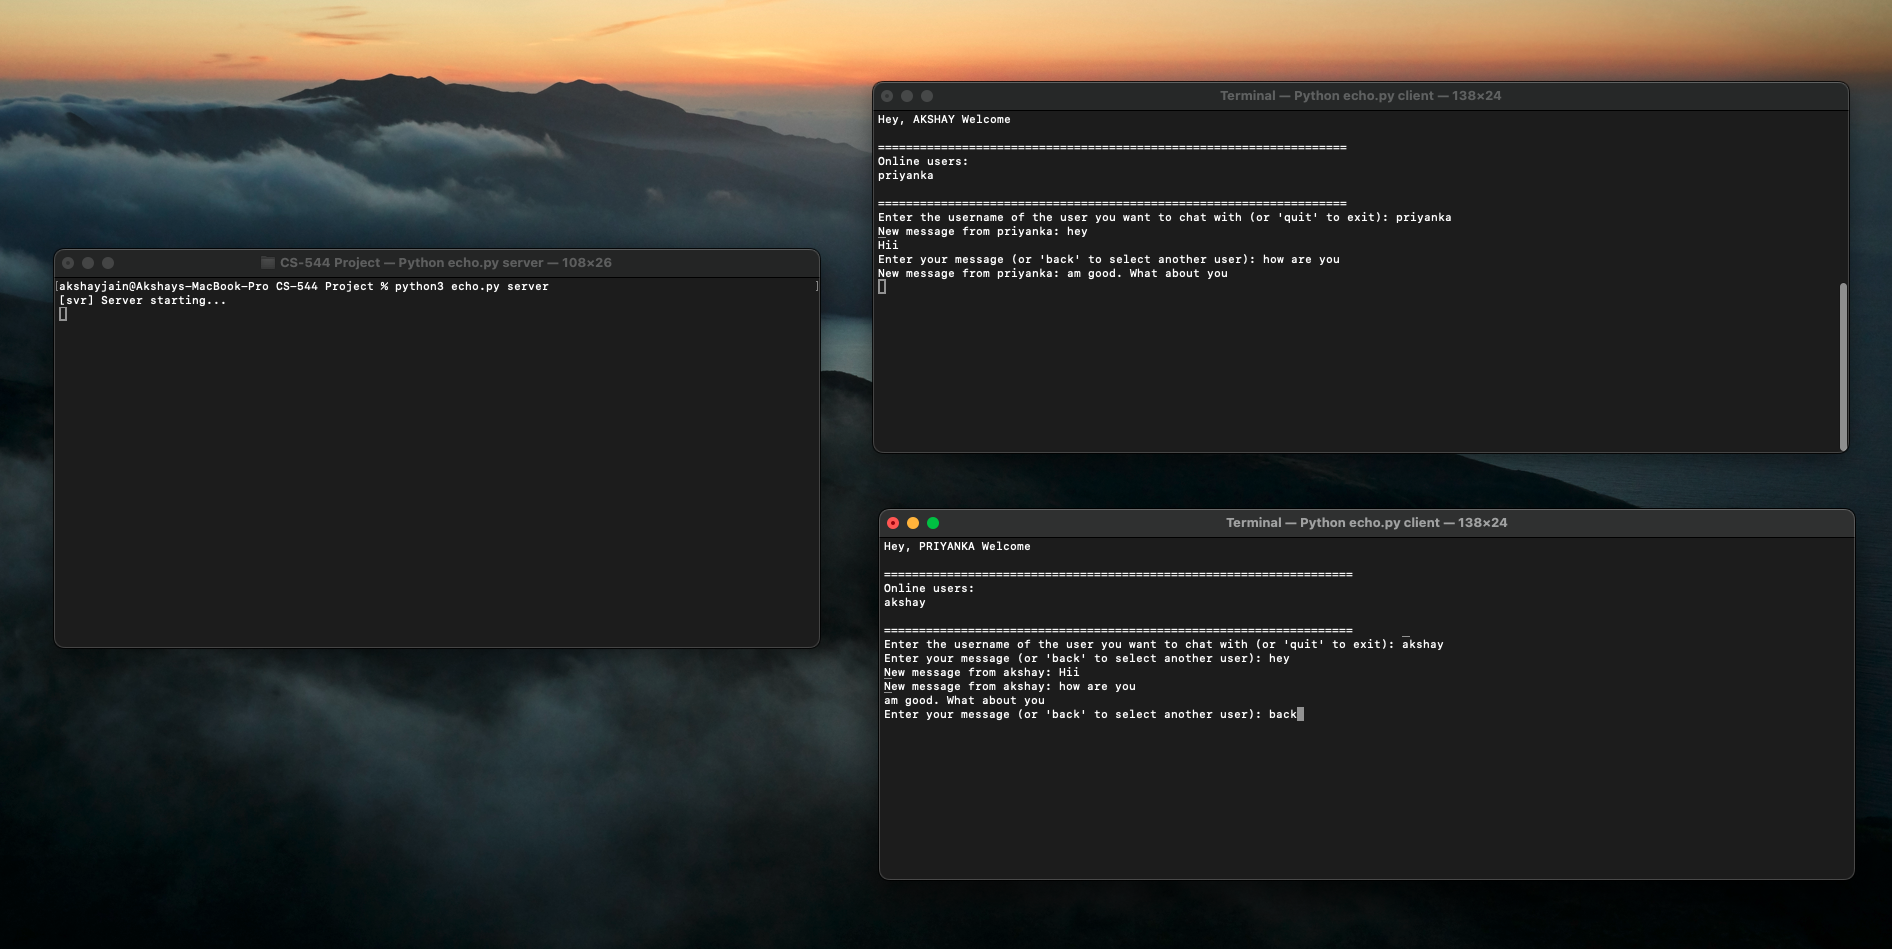 CS-544 Project — Python echo.py server — 108×26
[akshayjain@Akshays-MacBook-Pro CS-544 Project % python3 echo.py server ]
[svr] Server starting...
Terminal — Python echo.py client — 138×24
Hey, AKSHAY Welcome
===================================================================
Online users:
priyanka
===================================================================
Enter the username of the user you want to chat with (or 'quit' to exit): priyanka
New message from priyanka: hey
Hii
Enter your message (or 'back' to select another user): how are you
New message from priyanka: am good. What about you
Terminal — Python echo.py client — 138×24
Hey, PRIYANKA Welcome
===================================================================
Online users:
akshay
===================================================================
Enter the username of the user you want to chat with (or 'quit' to exit): akshay
Enter your message (or 'back' to select another user): hey
New message from akshay: Hii
New message from akshay: how are you
am good. What about you
Enter your message (or 'back' to select another user): back